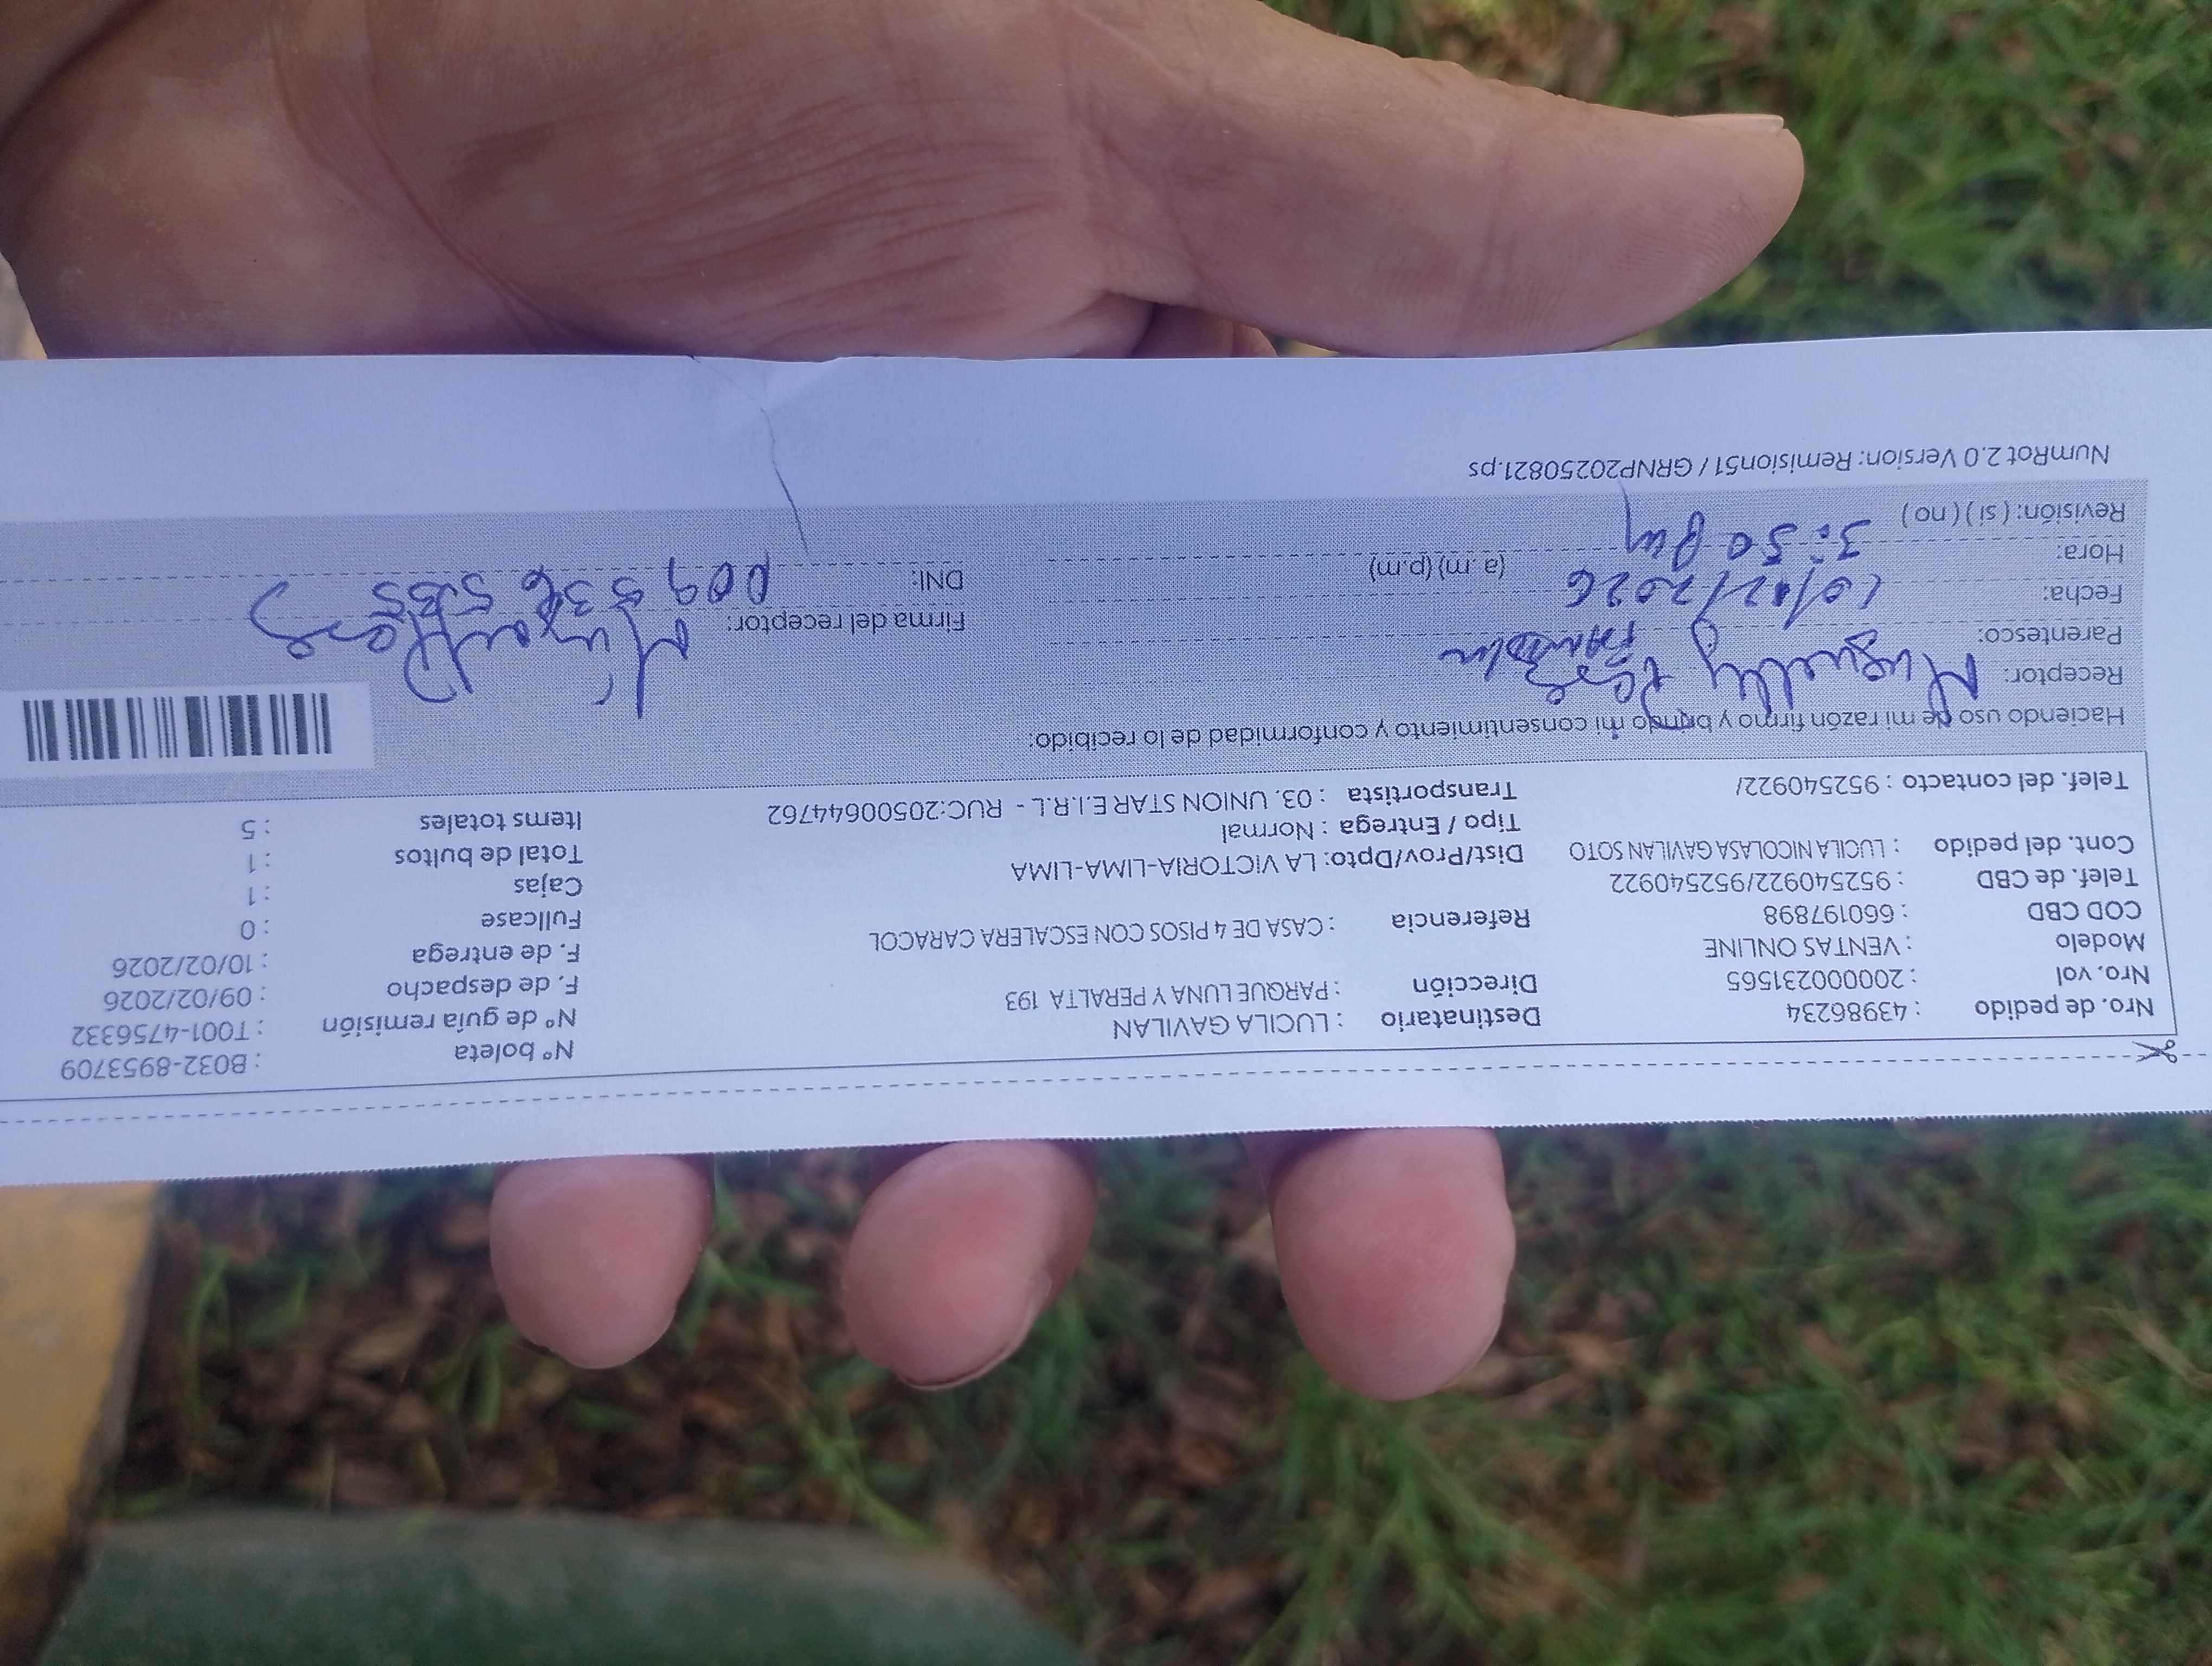 Nro. de pedido : 43986234
Nro. vol : 20000231565
Modelo : VENTAS ONLINE
COD CBD : 660197898
Telef. de CBD : 952540922/952540922
Cont. del pedido : LUCILA NICOLASA GAVILAN SOTO
Telef. del contacto : 952540922/
Destinatario : LUCILA GAVILAN
Dirección : PARQUE LUNA Y PERALTA 193
Referencia : CASA DE 4 PISOS CON ESCALERA CARACOL
Dist/Prov/Dpto: LA VICTORIA-LIMA-LIMA
Tipo / Entrega : Normal
Transportista : 03. UNION STAR E.I.R.L - RUC:20500644762
N° boleta : B032-8953709
N° de guía remisión : T001-4756332
F. de despacho : 09/02/2026
F. de entrega : 10/02/2026
Fullcase : 0
Cajas : 1
Total de bultos : 1
Items totales : 5
Haciendo uso de mi razón firmo y brindo mi consentimiento y conformidad de lo recibido:
Receptor:
Parentesco:
Fecha: 10/02/2026
Hora: 3:50 pm (a.m) (p.m)
Revisión: (si) (no)
Firma del receptor:
DNI:
NumRot 2.0 Version: Remision51 / GRNP20250821.ps